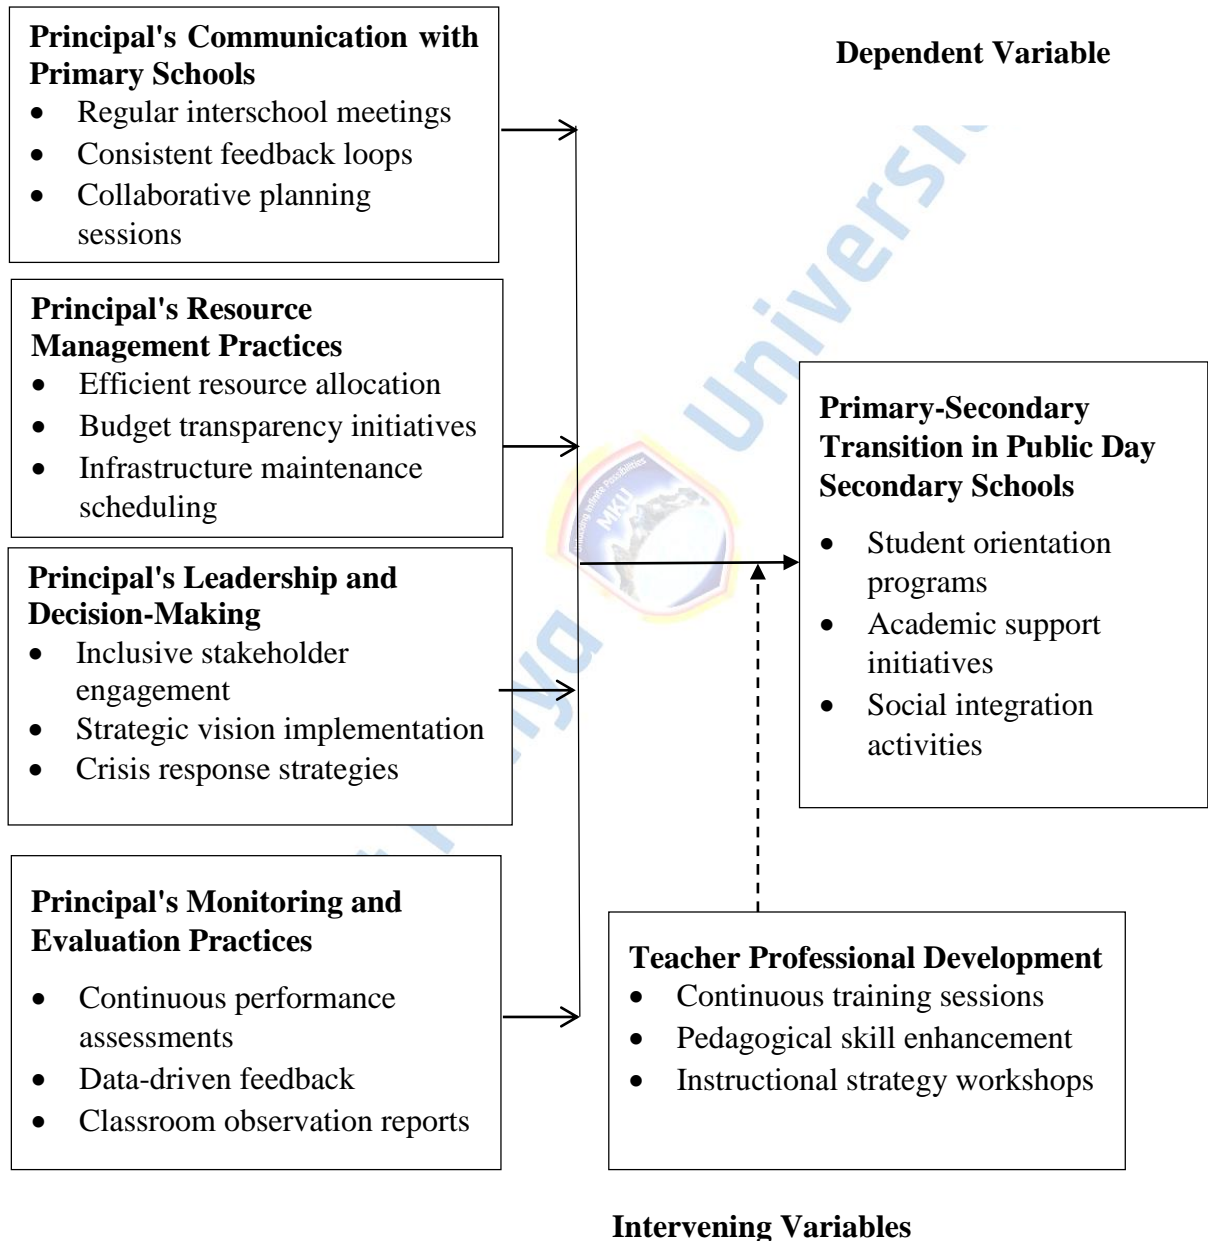 Principal's Communication with
Primary Schools
• Regular interschool meetings
• Consistent feedback loops
• Collaborative planning
sessions
Dependent Variable
Principal's Resource
Management Practices
• Efficient resource allocation
• Budget transparency initiatives
• Infrastructure maintenance
scheduling
Principal's Leadership and
Decision-Making
• Inclusive stakeholder
engagement
• Strategic vision implementation
• Crisis response strategies
Principal's Monitoring and
Evaluation Practices
• Continuous performance
assessments
• Data-driven feedback
• Classroom observation reports
Primary-Secondary
Transition in Public Day
Secondary Schools
• Student orientation
programs
• Academic support
initiatives
• Social integration
activities
Teacher Professional Development
• Continuous training sessions
• Pedagogical skill enhancement
• Instructional strategy workshops
Intervening Variables
MKU
Infinite Possibilities